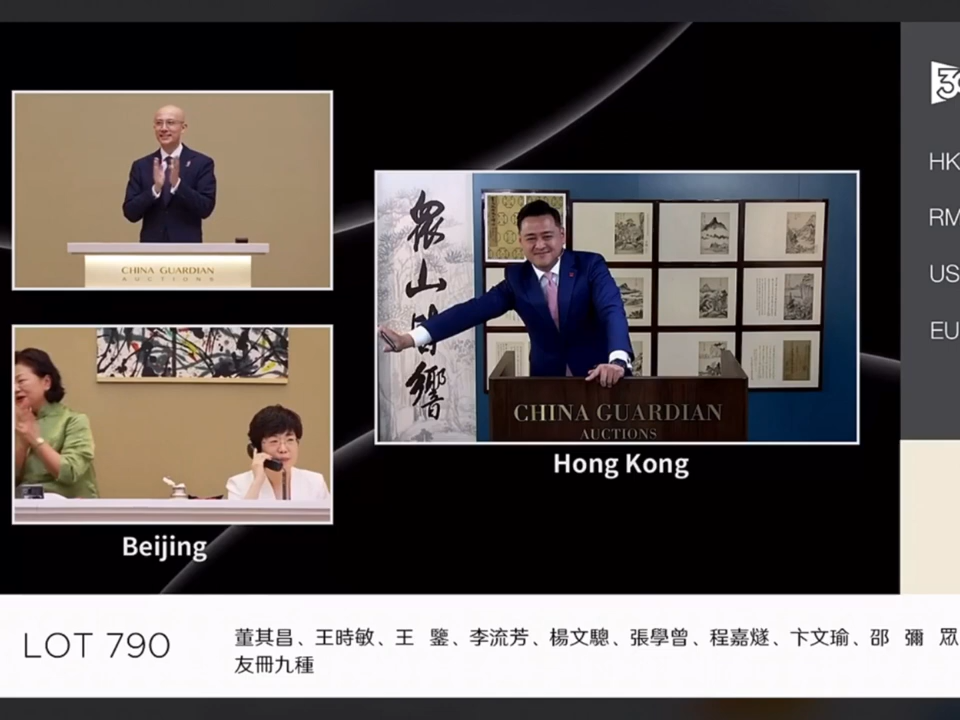 CHINA GUARDIAN
AUCTIONS
Beijing
眾山皆響
CHINA GUARDIAN
AUCTIONS
Hong Kong
HK
RM
US
EU
LOT 790
董其昌、王時敏、王 鑒、李流芳、楊文驄、張學曾、程嘉燧、卞文瑜、邵 彌 眾
友冊九種